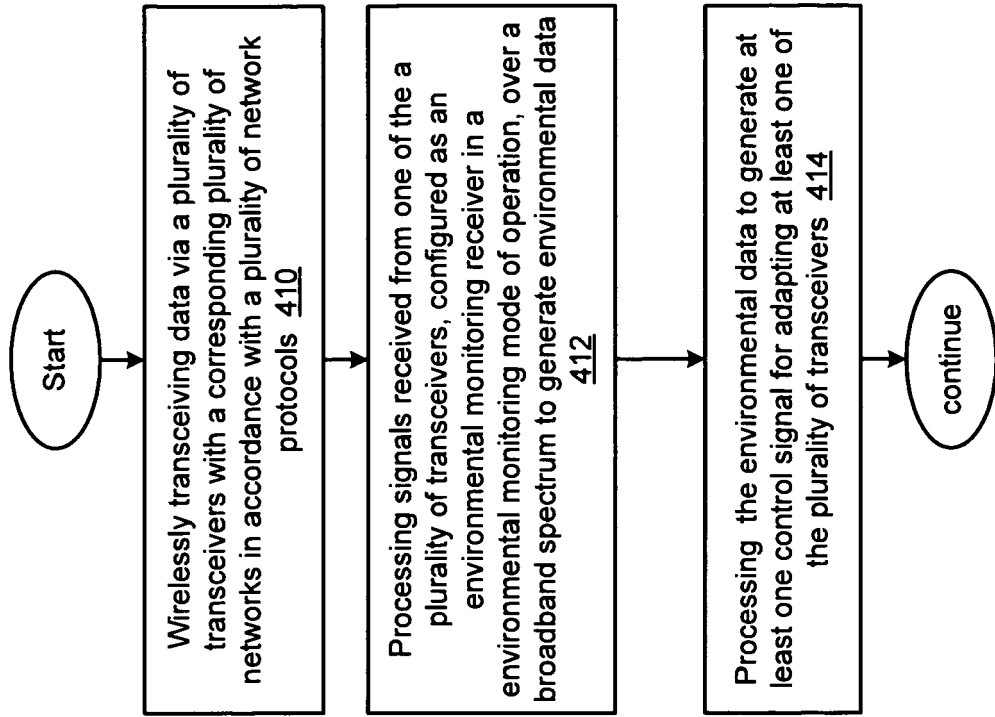 Start
Wirelessly transceiving data via a plurality of
transceivers with a corresponding plurality of
networks in accordance with a plurality of network
protocols 410
Processing signals received from one of the a
plurality of transceivers, configured as an
environmental monitoring receiver in a
environmental monitoring mode of operation, over a
broadband spectrum to generate environmental data
412
Processing the environmental data to generate at
least one control signal for adapting at least one of
the plurality of transceivers 414
continue